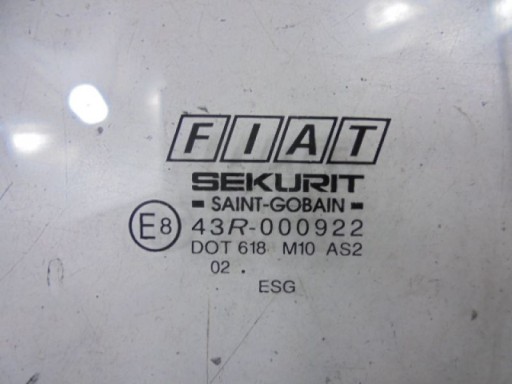 FIAT
SEKURIT
SAINT-GOBAIN
E8 43R-000922
DOT 618 M10 AS2
02 .
ESG